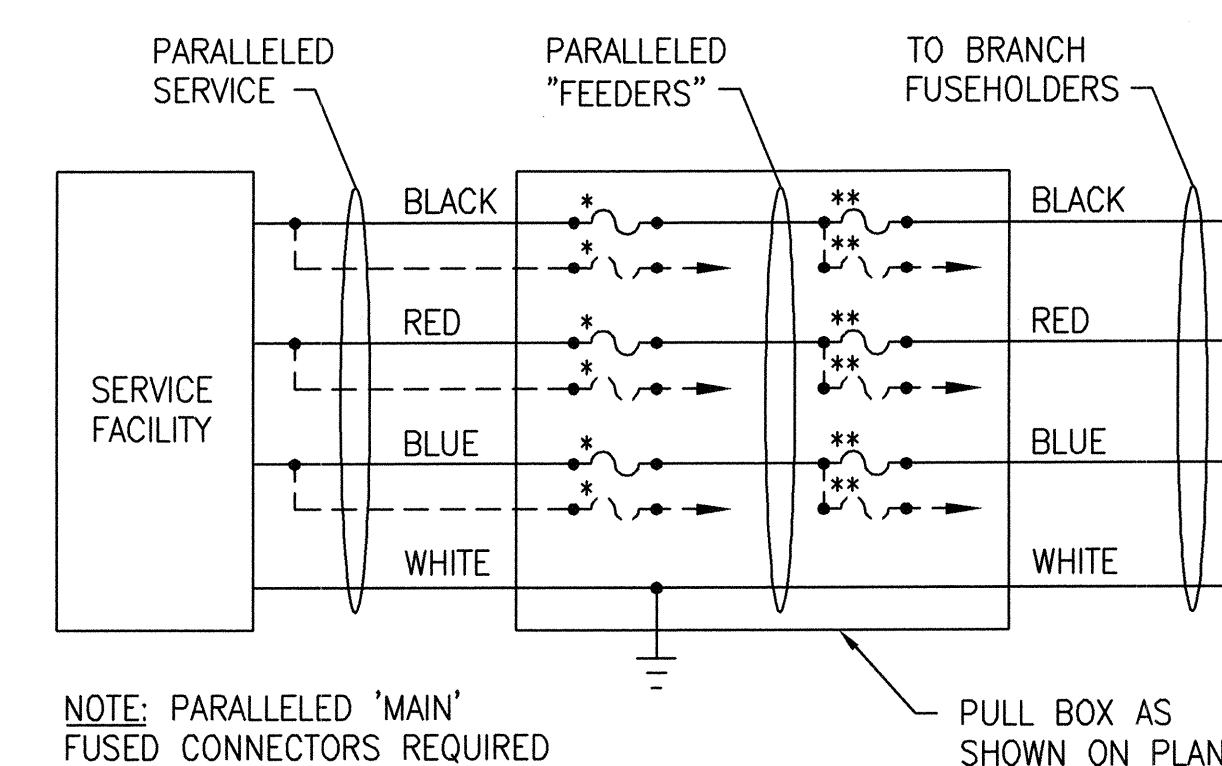 PARALLELED
SERVICE
PARALLELED
"FEEDERS"
TO BRANCH
FUSEHOLDERS
BLACK
*
**
BLACK
*
**
RED
*
**
RED
*
**
SERVICE
FACILITY
BLUE
*
**
BLUE
*
**
WHITE
WHITE
NOTE: PARALLELED 'MAIN'
FUSED CONNECTORS REQUIRED
PULL BOX AS
SHOWN ON PLAN